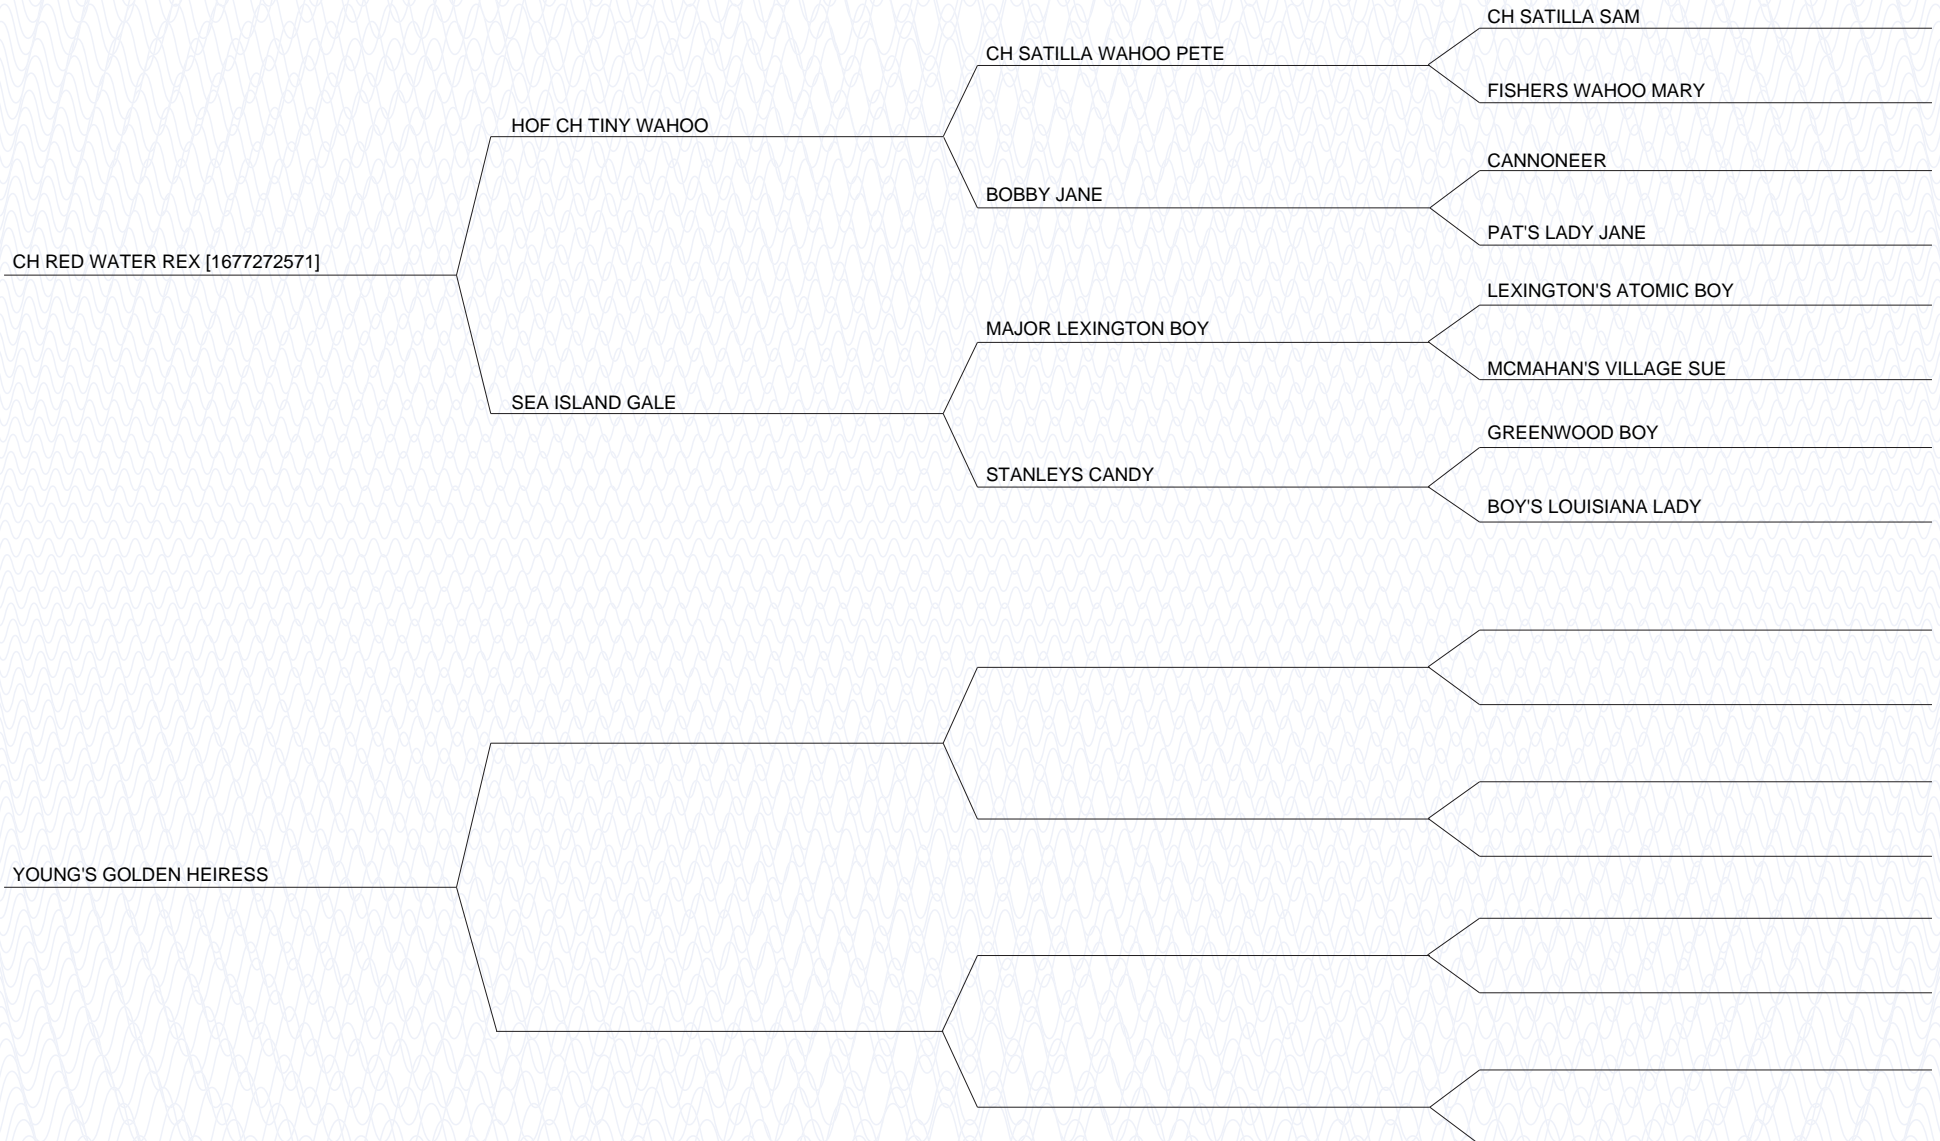 CH SATILLA SAM
CH SATILLA WAHOO PETE
FISHERS WAHOO MARY
HOF CH TINY WAHOO
CANNONEER
BOBBY JANE
PAT'S LADY JANE
CH RED WATER REX [1677272571]
LEXINGTON'S ATOMIC BOY
MAJOR LEXINGTON BOY
MCMAHAN'S VILLAGE SUE
SEA ISLAND GALE
GREENWOOD BOY
STANLEYS CANDY
BOY'S LOUISIANA LADY
YOUNG'S GOLDEN HEIRESS